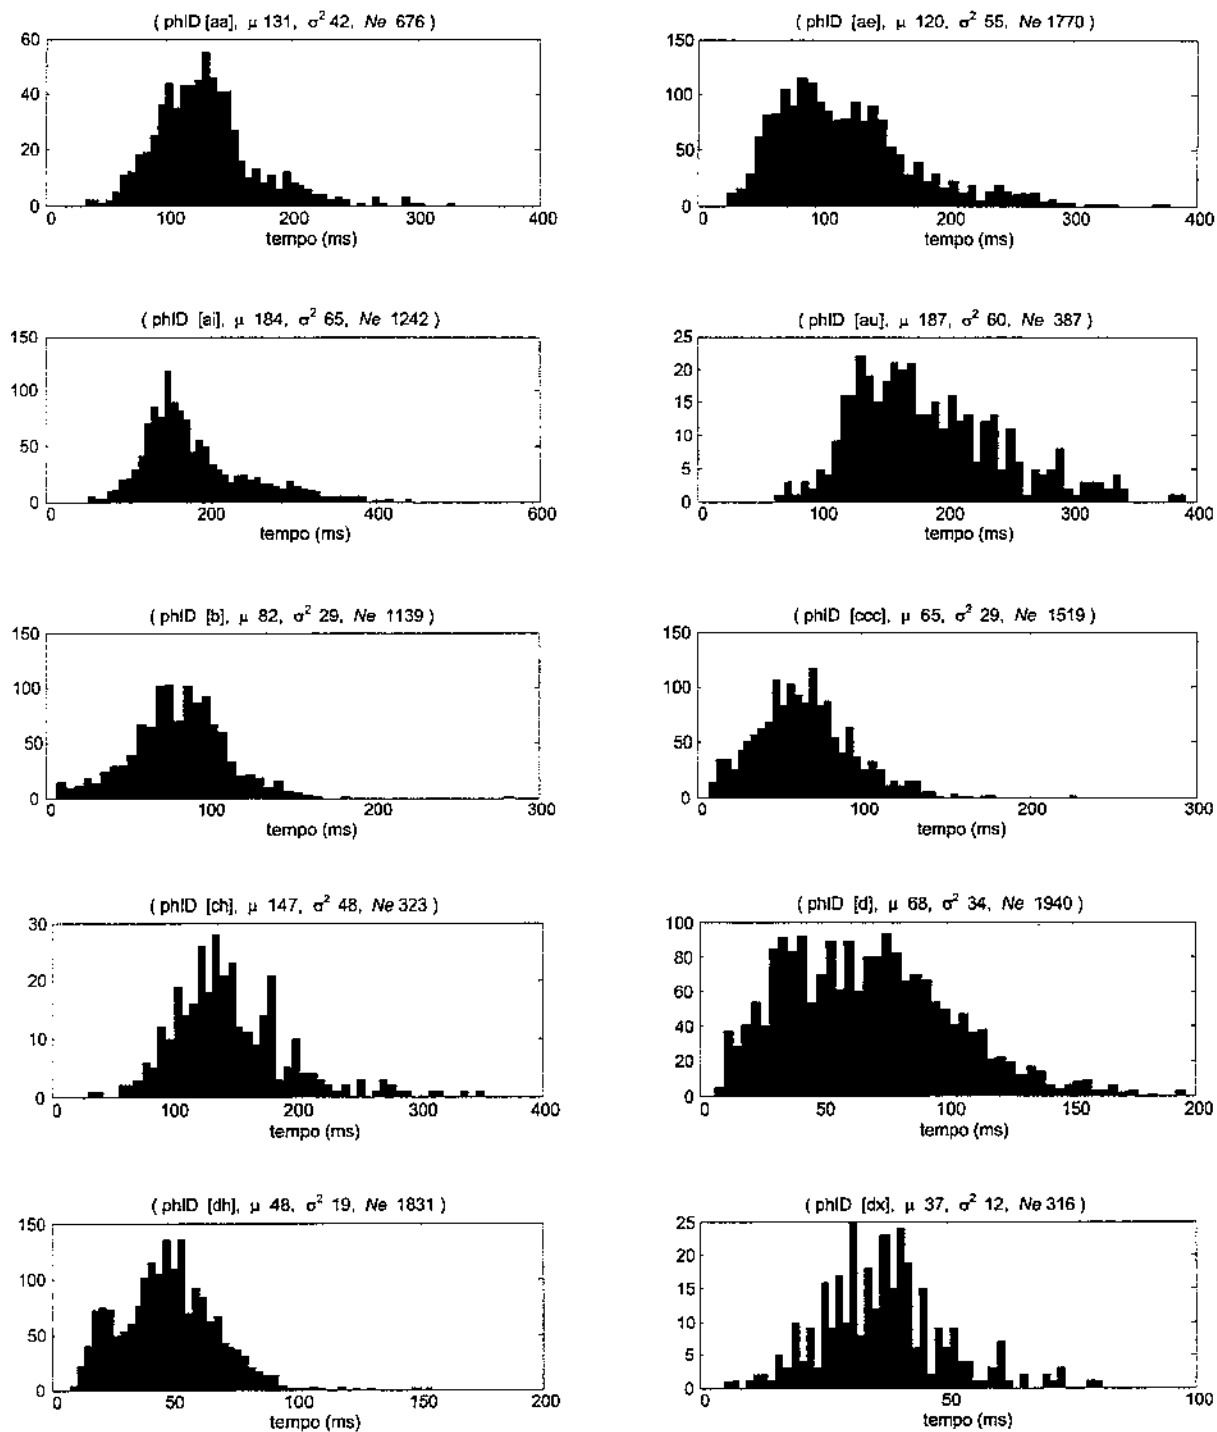 ( phID [aa], μ 131, σ² 42, Ne 676 )
60
40
20
0
0 100 200 300 400
tempo (ms)
( phID [ae], μ 120, σ² 55, Ne 1770 )
150
100
50
0
0 100 200 300 400
tempo (ms)
( phID [ai], μ 184, σ² 65, Ne 1242 )
150
100
50
0
0 200 400 600
tempo (ms)
( phID [au], μ 187, σ² 60, Ne 387 )
25
20
15
10
5
0
0 100 200 300 400
tempo (ms)
( phID [b], μ 82, σ² 29, Ne 1139 )
150
100
50
0
0 100 200 300
tempo (ms)
( phID [ccc], μ 65, σ² 29, Ne 1519 )
150
100
50
0
0 100 200 300
tempo (ms)
( phID [ch], μ 147, σ² 48, Ne 323 )
30
20
10
0
0 100 200 300 400
tempo (ms)
( phID [d], μ 68, σ² 34, Ne 1940 )
100
80
60
40
20
0
0 50 100 150 200
tempo (ms)
( phID [dh], μ 48, σ² 19, Ne 1831 )
150
100
50
0
0 50 100 150 200
tempo (ms)
( phID [dx], μ 37, σ² 12, Ne 316 )
25
20
15
10
5
0
0 50 100
tempo (ms)